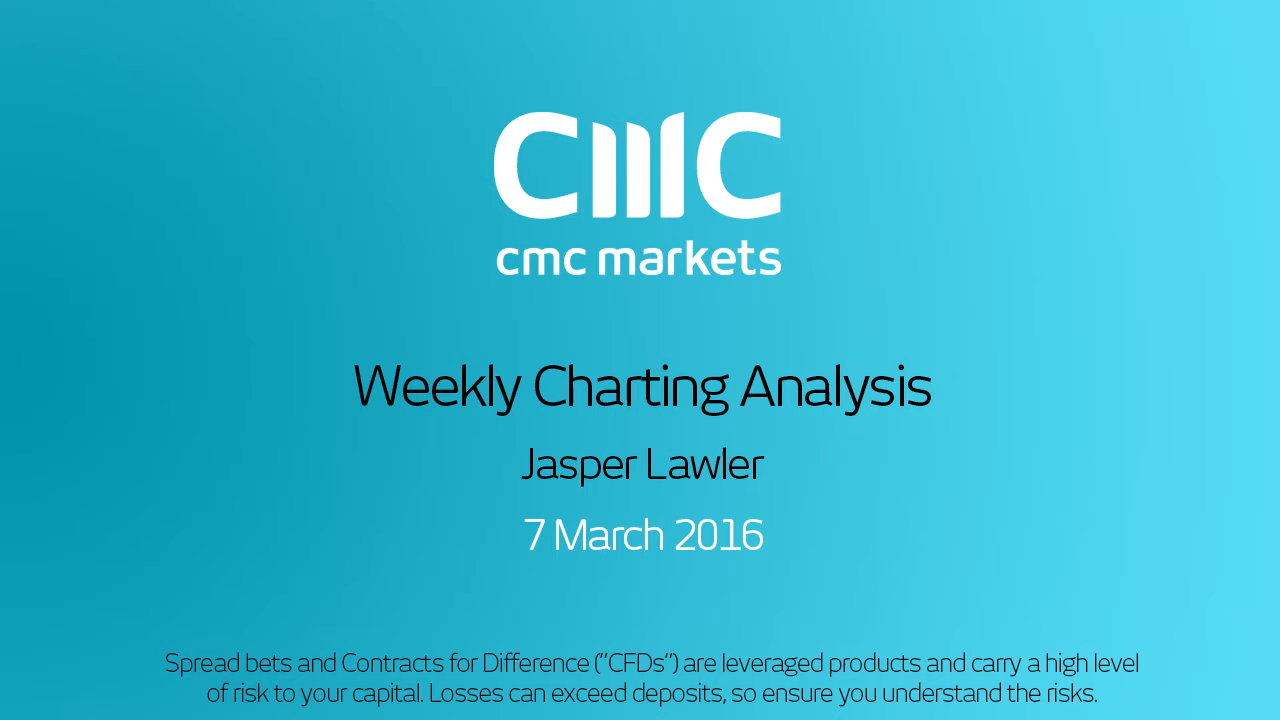 CMC
cmc markets
Weekly Charting Analysis
Jasper Lawler
7 March 2016
Spread bets and Contracts for Difference (”CFDs”) are leveraged products and carry a high level
of risk to your capital. Losses can exceed deposits, so ensure you understand the risks.